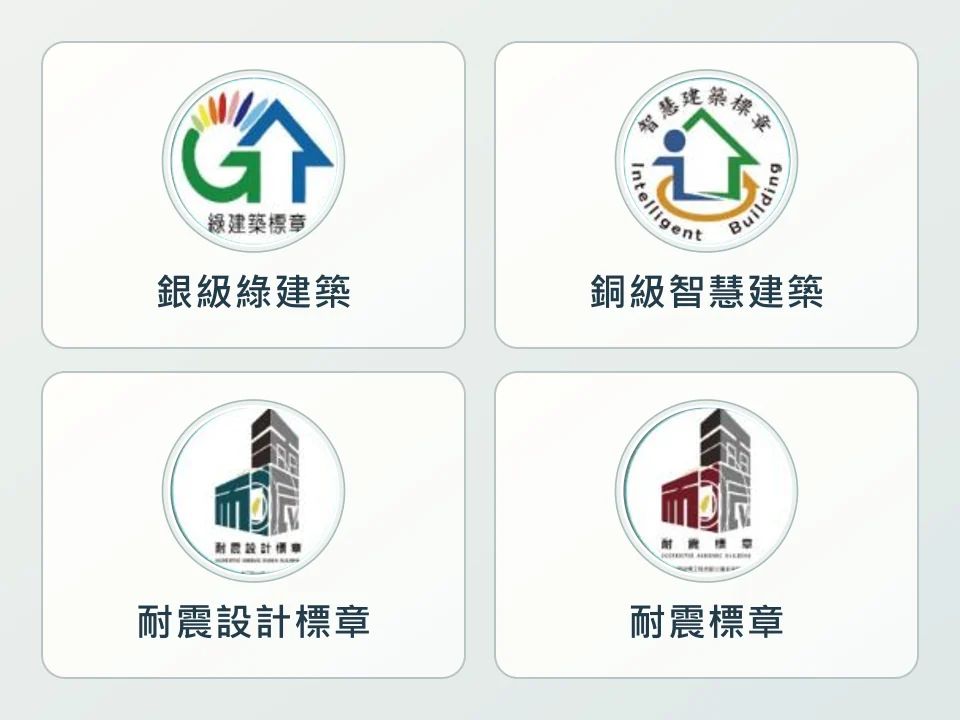 綠建築標章
銀級綠建築
智慧建築標章
Intelligent Building
銅級智慧建築
耐震設計標章
耐震設計標章
耐震標章
耐震標章